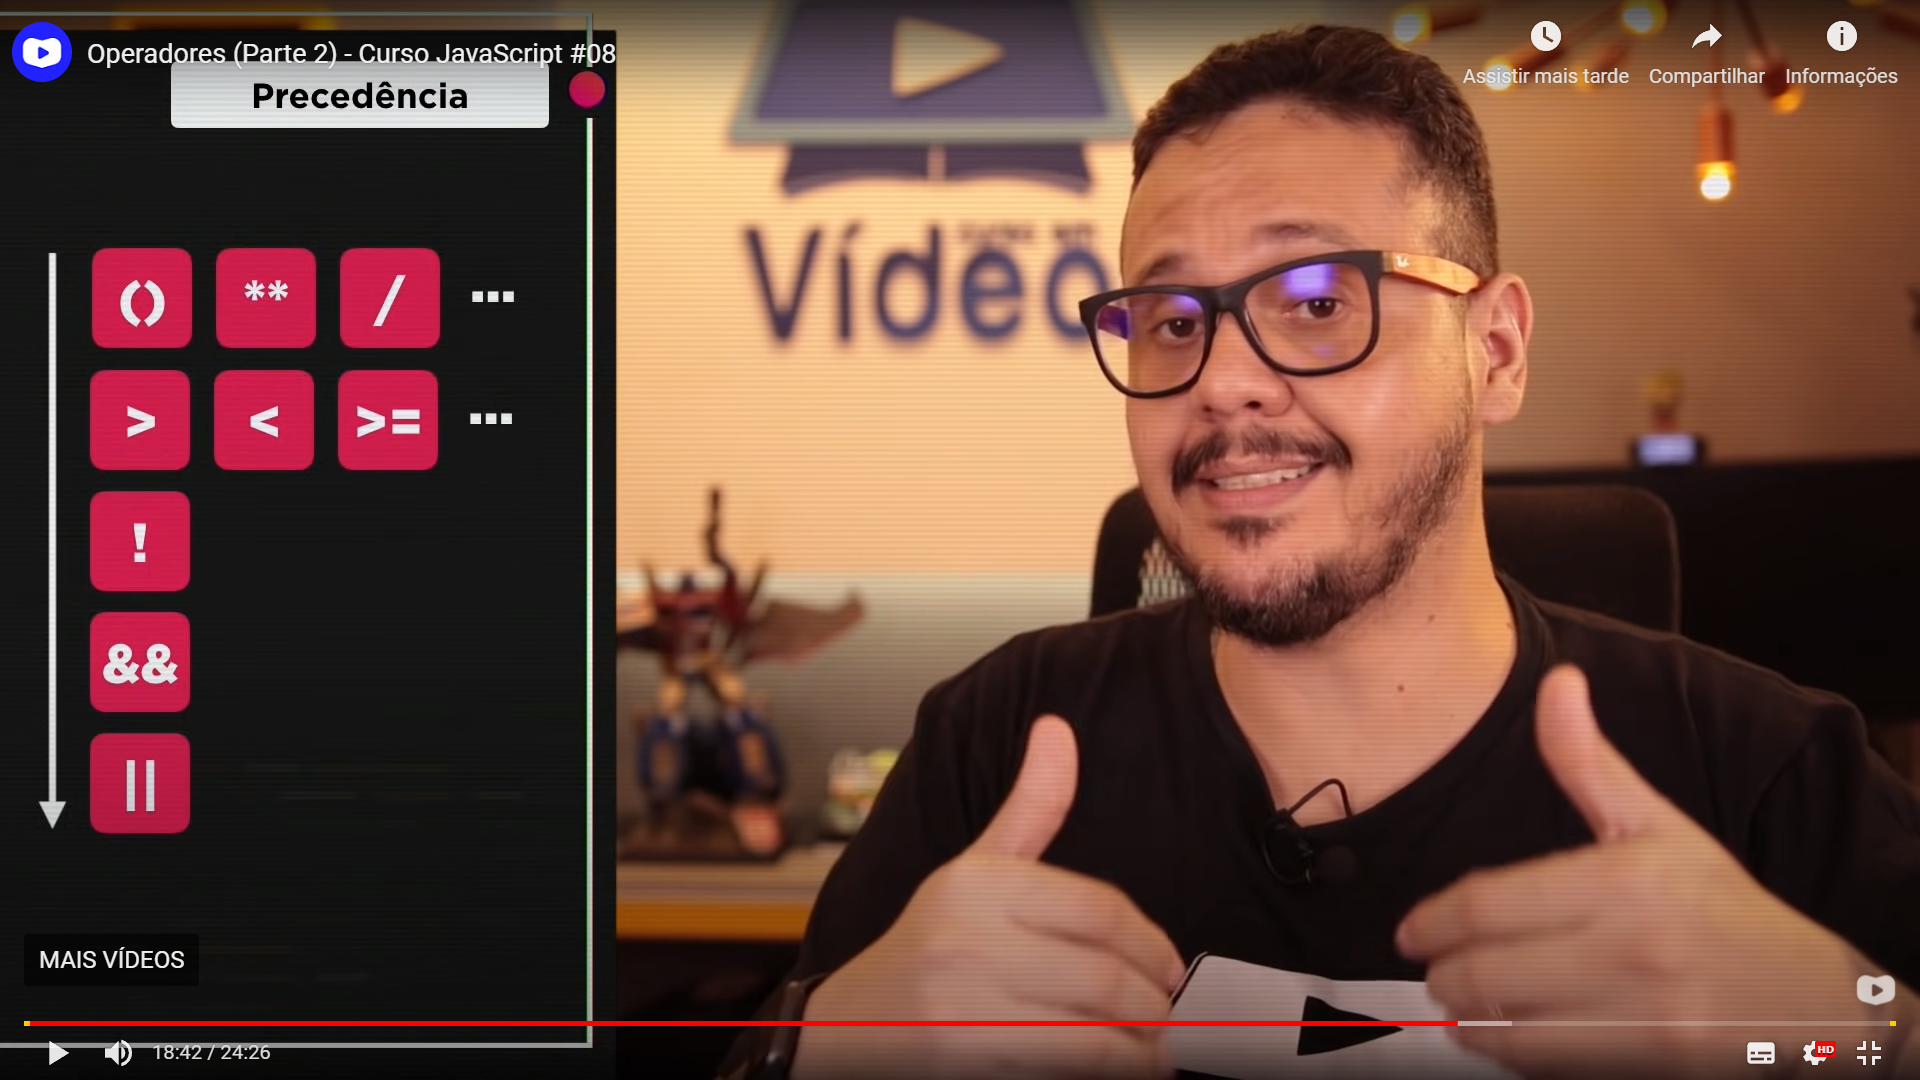 Operadores (Parte 2) - Curso JavaScript #08
Assistir mais tarde
Compartilhar
Informações
Precedência
() ** / ...
> < >= ...
!
&&
||
Vídeo
MAIS VÍDEOS
18:42 / 24:26
HD